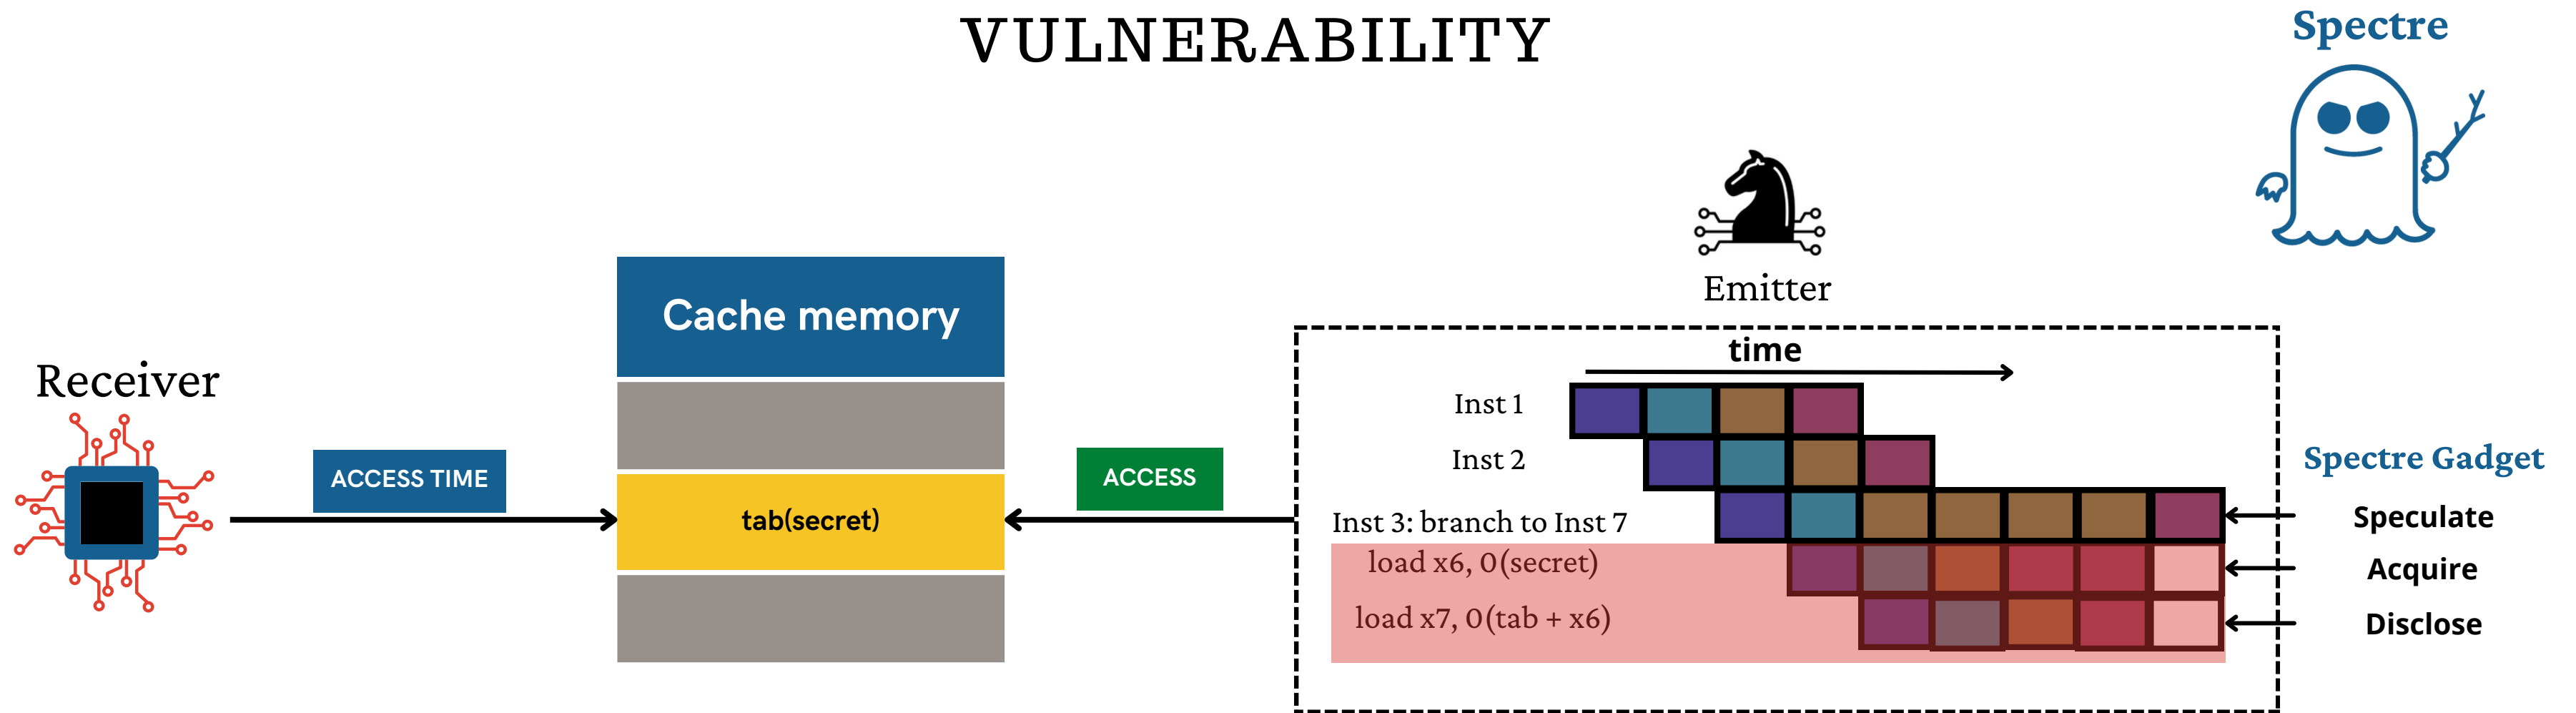 VULNERABILITY
Spectre
Emitter
Cache memory
Receiver
ACCESS TIME
tab(secret)
ACCESS
time
Inst 1
Inst 2
Inst 3: branch to Inst 7
load x6, 0(secret)
load x7, 0(tab + x6)
Spectre Gadget
Speculate
Acquire
Disclose